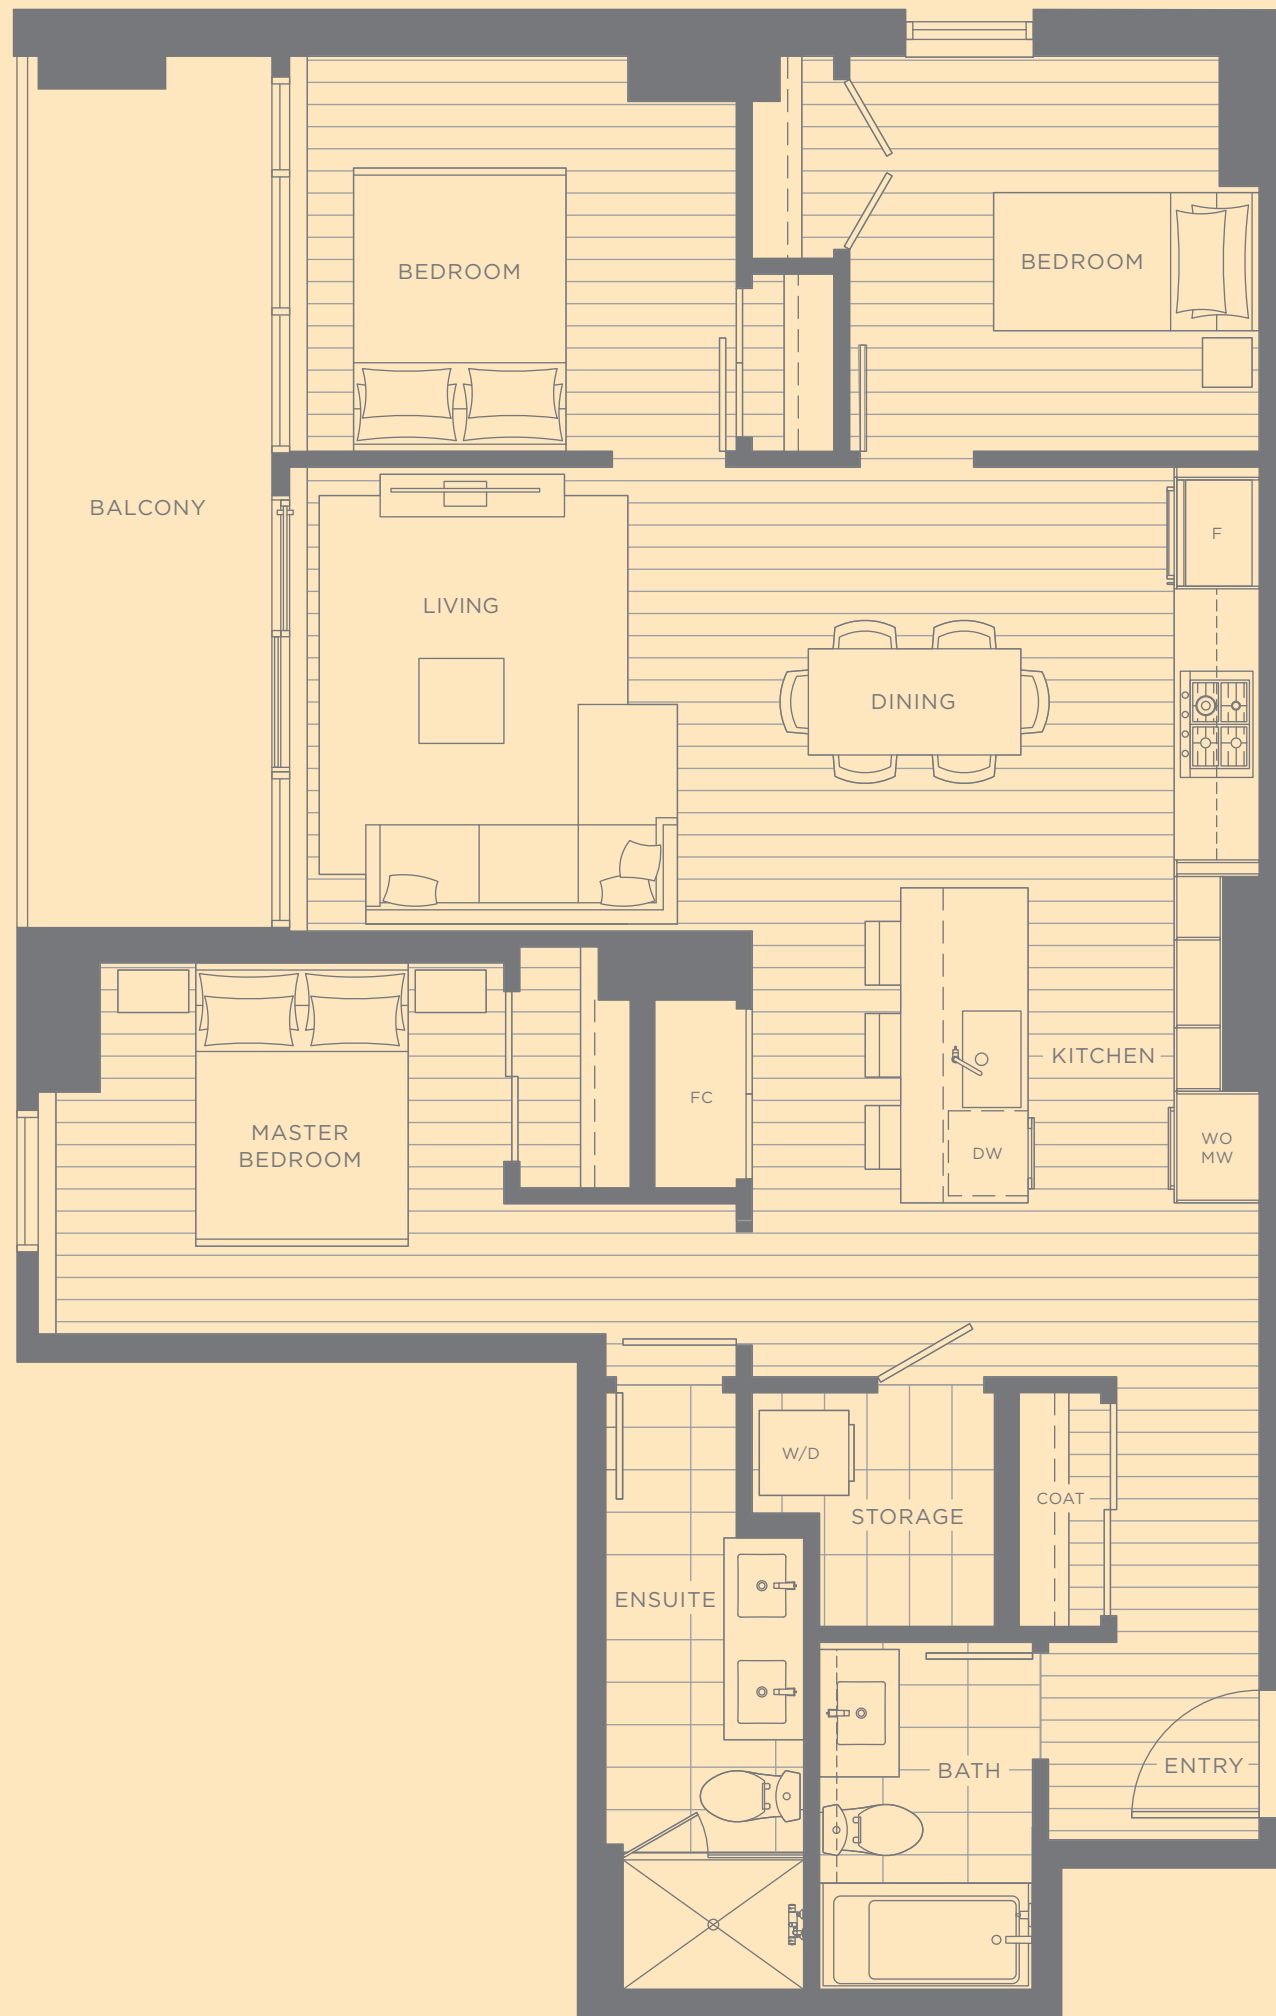 BEDROOM
BEDROOM
BALCONY
F
LIVING
DINING
KITCHEN
FC
MASTER
BEDROOM
DW
WO
MW
W/D
COAT
STORAGE
ENSUITE
BATH
ENTRY